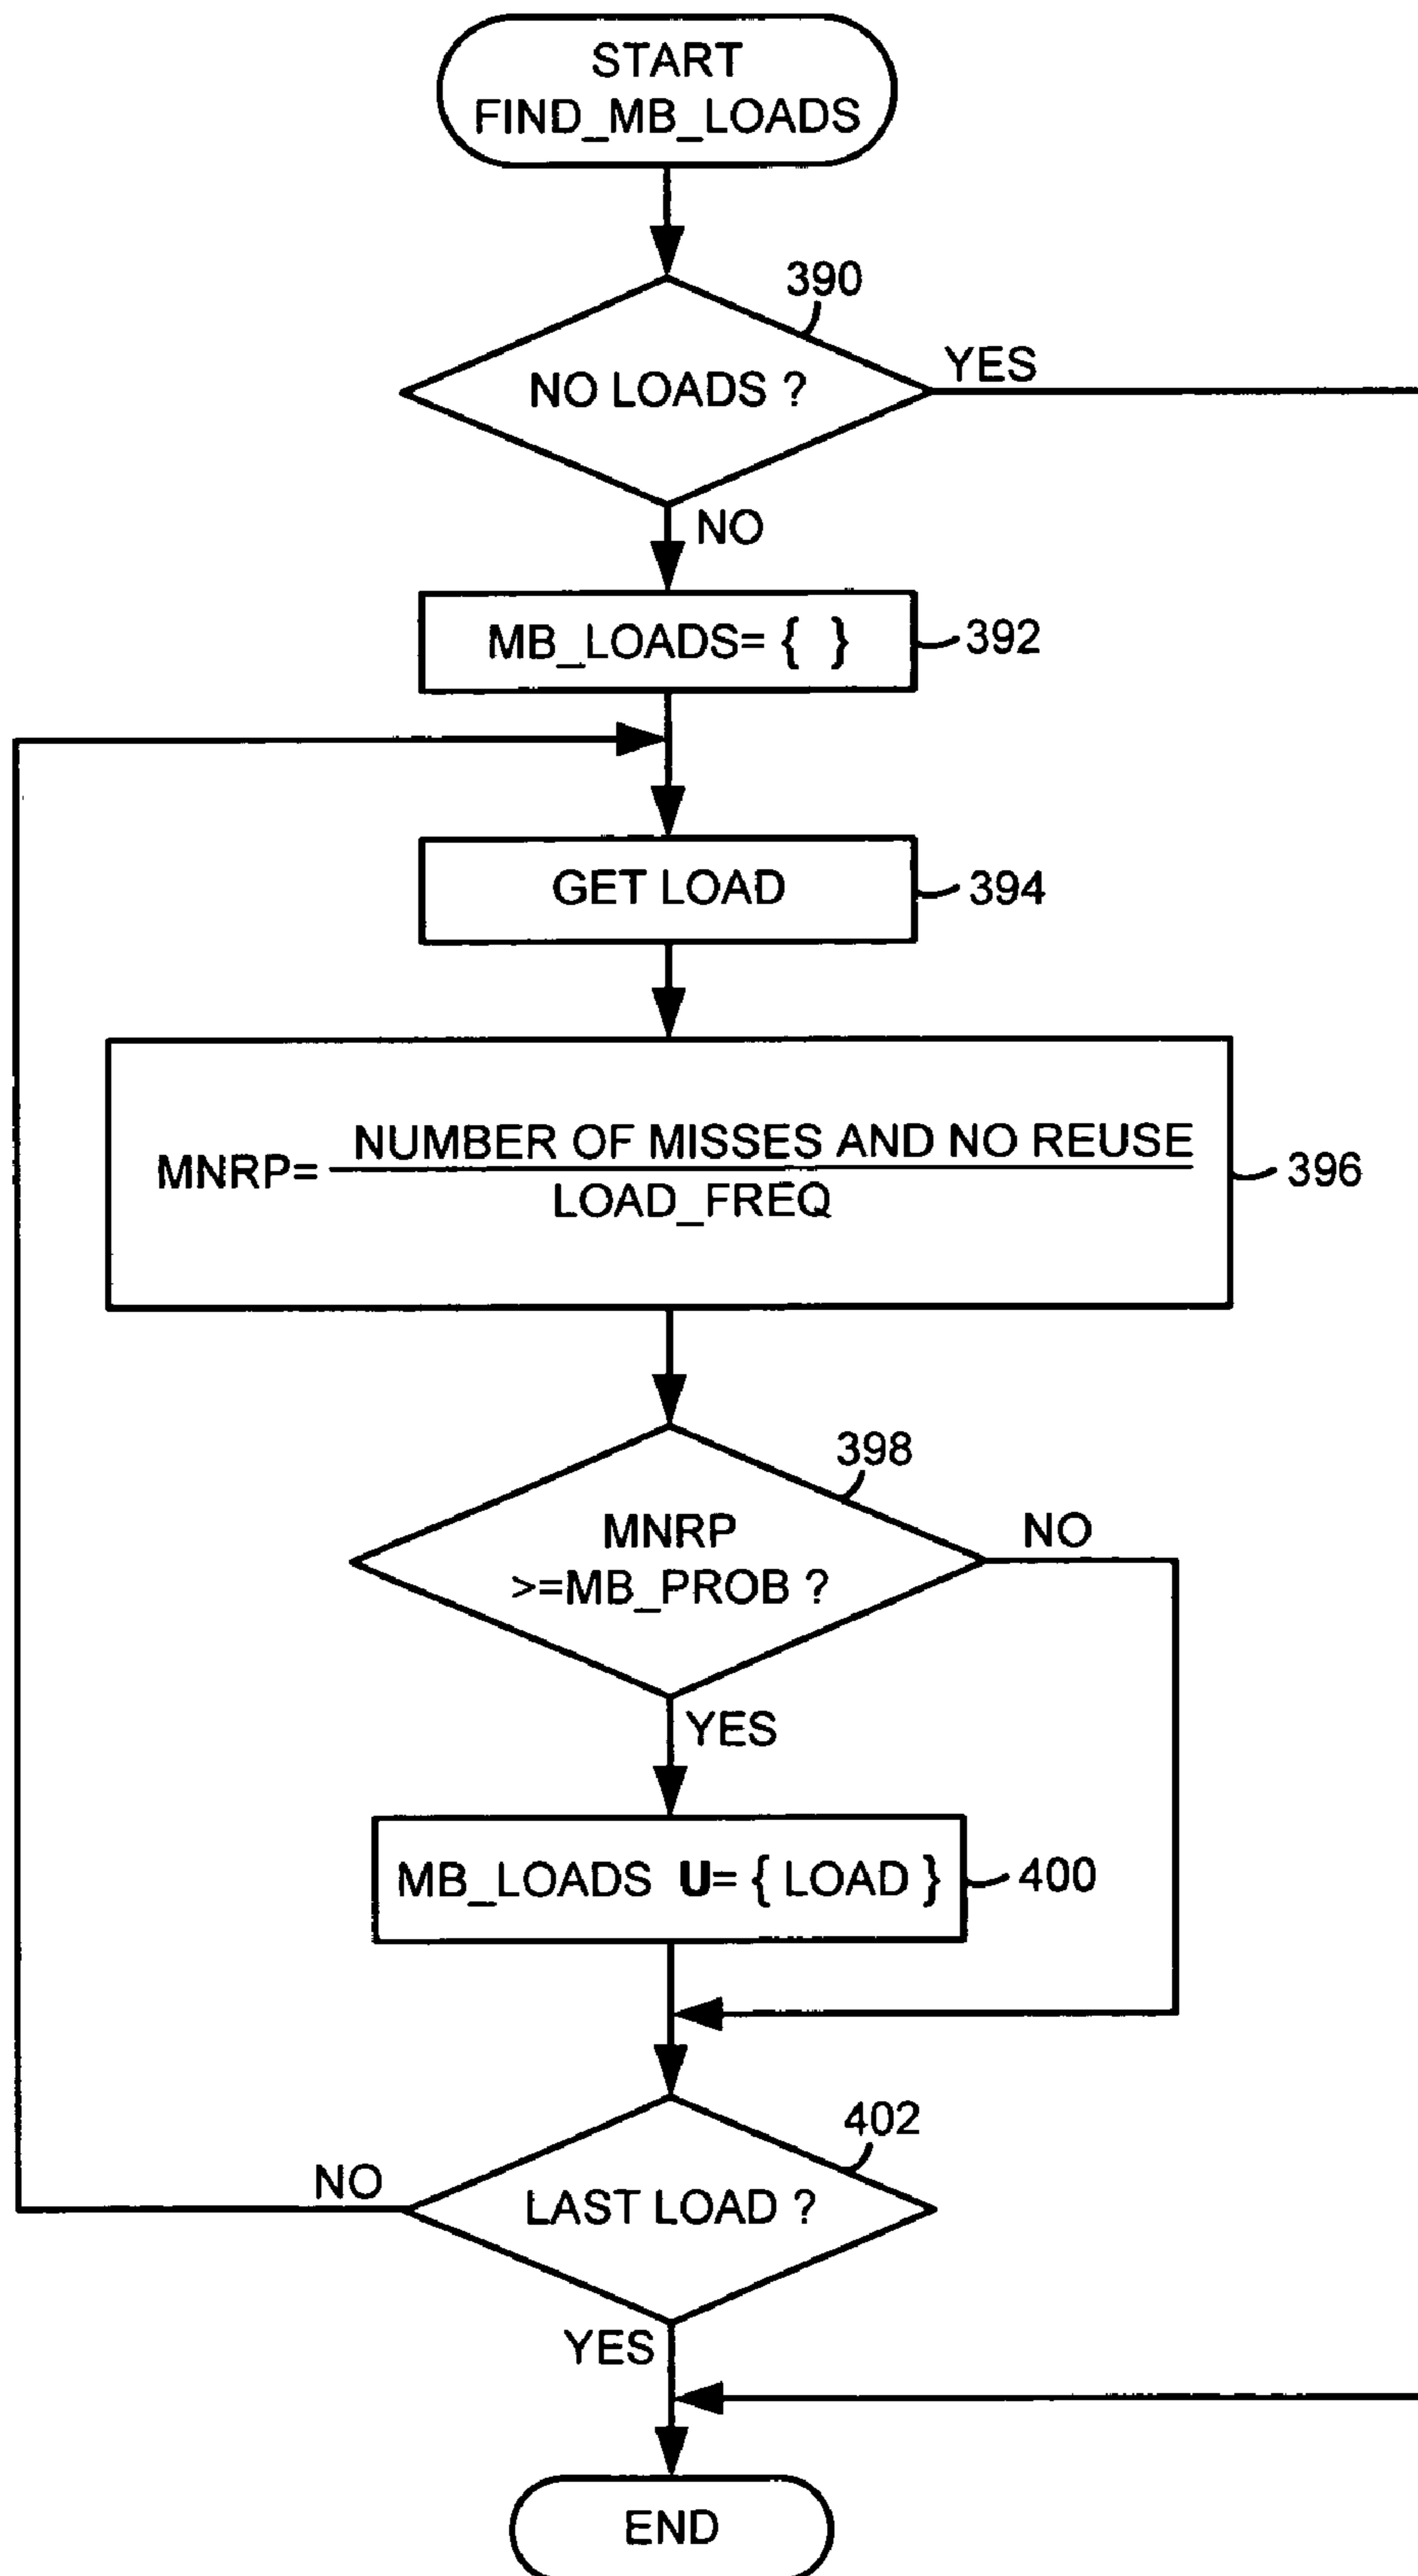 START
FIND_MB_LOADS
390
NO LOADS ?
YES
NO
MB_LOADS= { }
392
GET LOAD
394
MNRP= NUMBER OF MISSES AND NO REUSE
LOAD_FREQ
396
398
MNRP
>=MB_PROB ?
NO
YES
MB_LOADS U= { LOAD }
400
402
NO
LAST LOAD ?
YES
END